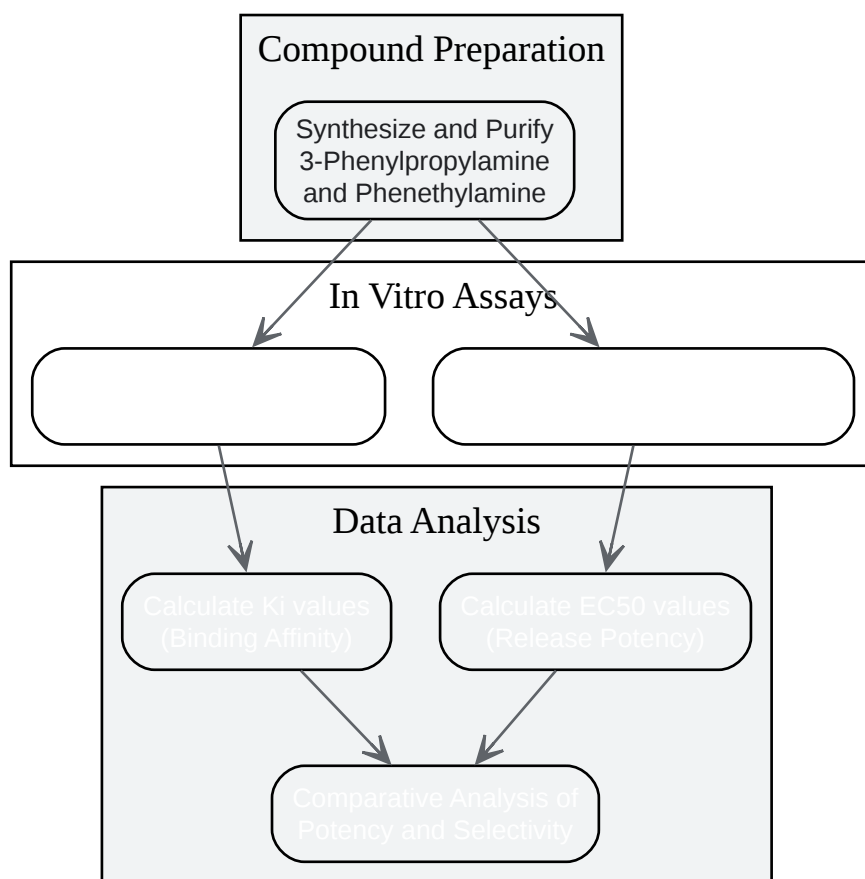 Compound Preparation
Synthesize and Purify
3-Phenylpropylamine
and Phenethylamine
In Vitro Assays
Data Analysis
Calculate Ki values
(Binding Affinity)
Calculate EC50 values
(Release Potency)
Comparative Analysis of
Potency and Selectivity